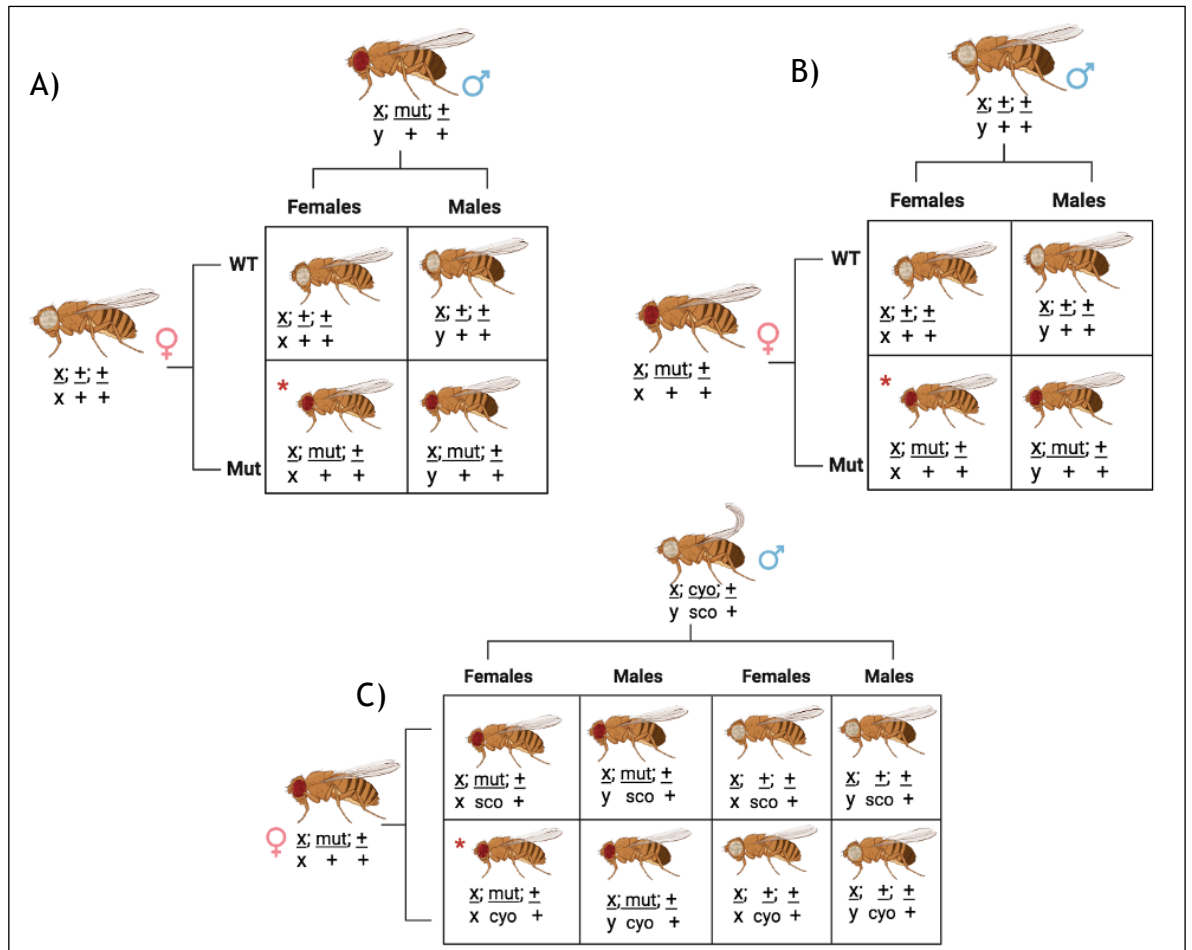 A)
x; mut; +
y + +
Females Males
WT
x; +; +
x + +
x; +; +
y + +
♀
x; +; +
x + +
*
x; mut; +
x + +
x; mut; +
y + +
Mut
♂
B)
♂
x; +; +
y + +
Females Males
WT
x; +; +
x + +
x; +; +
y + +
♀
x; mut; +
x + +
*
x; mut; +
x + +
x; mut; +
y + +
Mut
C)
♂
x; cyo; +
y sco +
Females Males Females Males
x; mut; +
x sco +
x; mut; +
y sco +
x; +; +
x sco +
x; +; +
y sco +
♀
x; mut; +
x + +
*
x; mut; +
x cyo +
x; mut; +
y cyo +
x; +; +
x cyo +
x; +; +
y cyo +